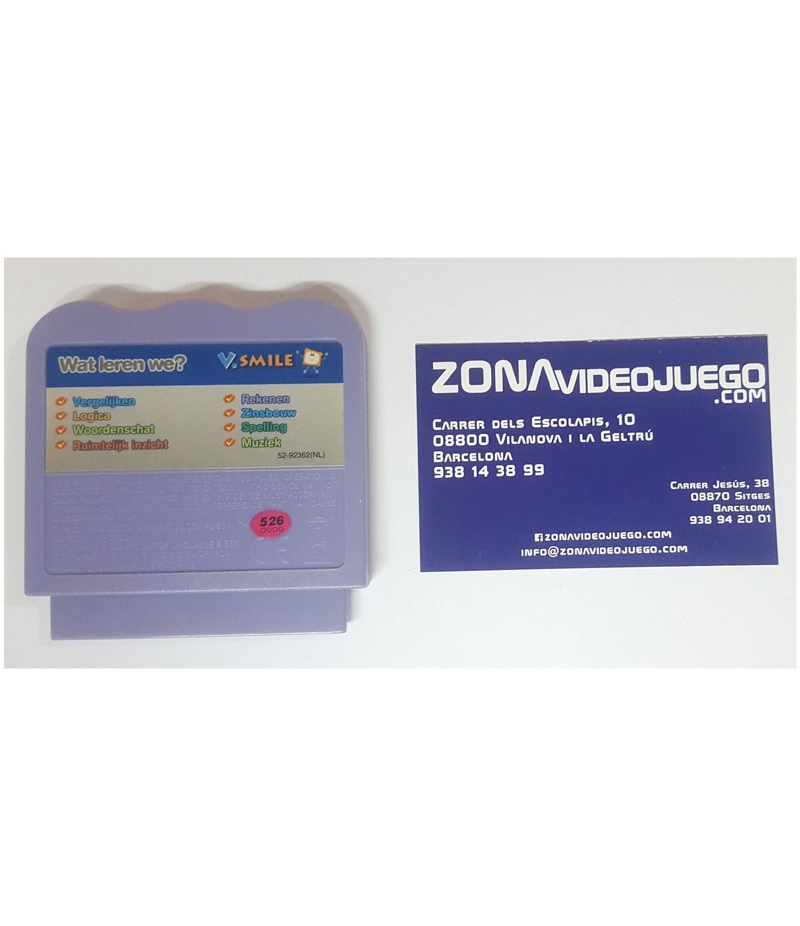 Wat leren we?
V.SMILE
Vergelijken
Logica
Woordenschat
Ruimtelijk inzicht
Rekenen
Zinsbouw
Spelling
Muziek
52-92362(NL)
526
0009
ZONAVIDEOJUEGO
.COM
CARRER DELS ESCOLAPIS, 10
08800 VILANOVA I LA GELTRÚ
BARCELONA
938 14 38 99
CARRER JESÚS, 38
08870 SITGES
BARCELONA
938 94 20 01
ZONAVIDEOJUEGO.COM
INFO@ZONAVIDEOJUEGO.COM